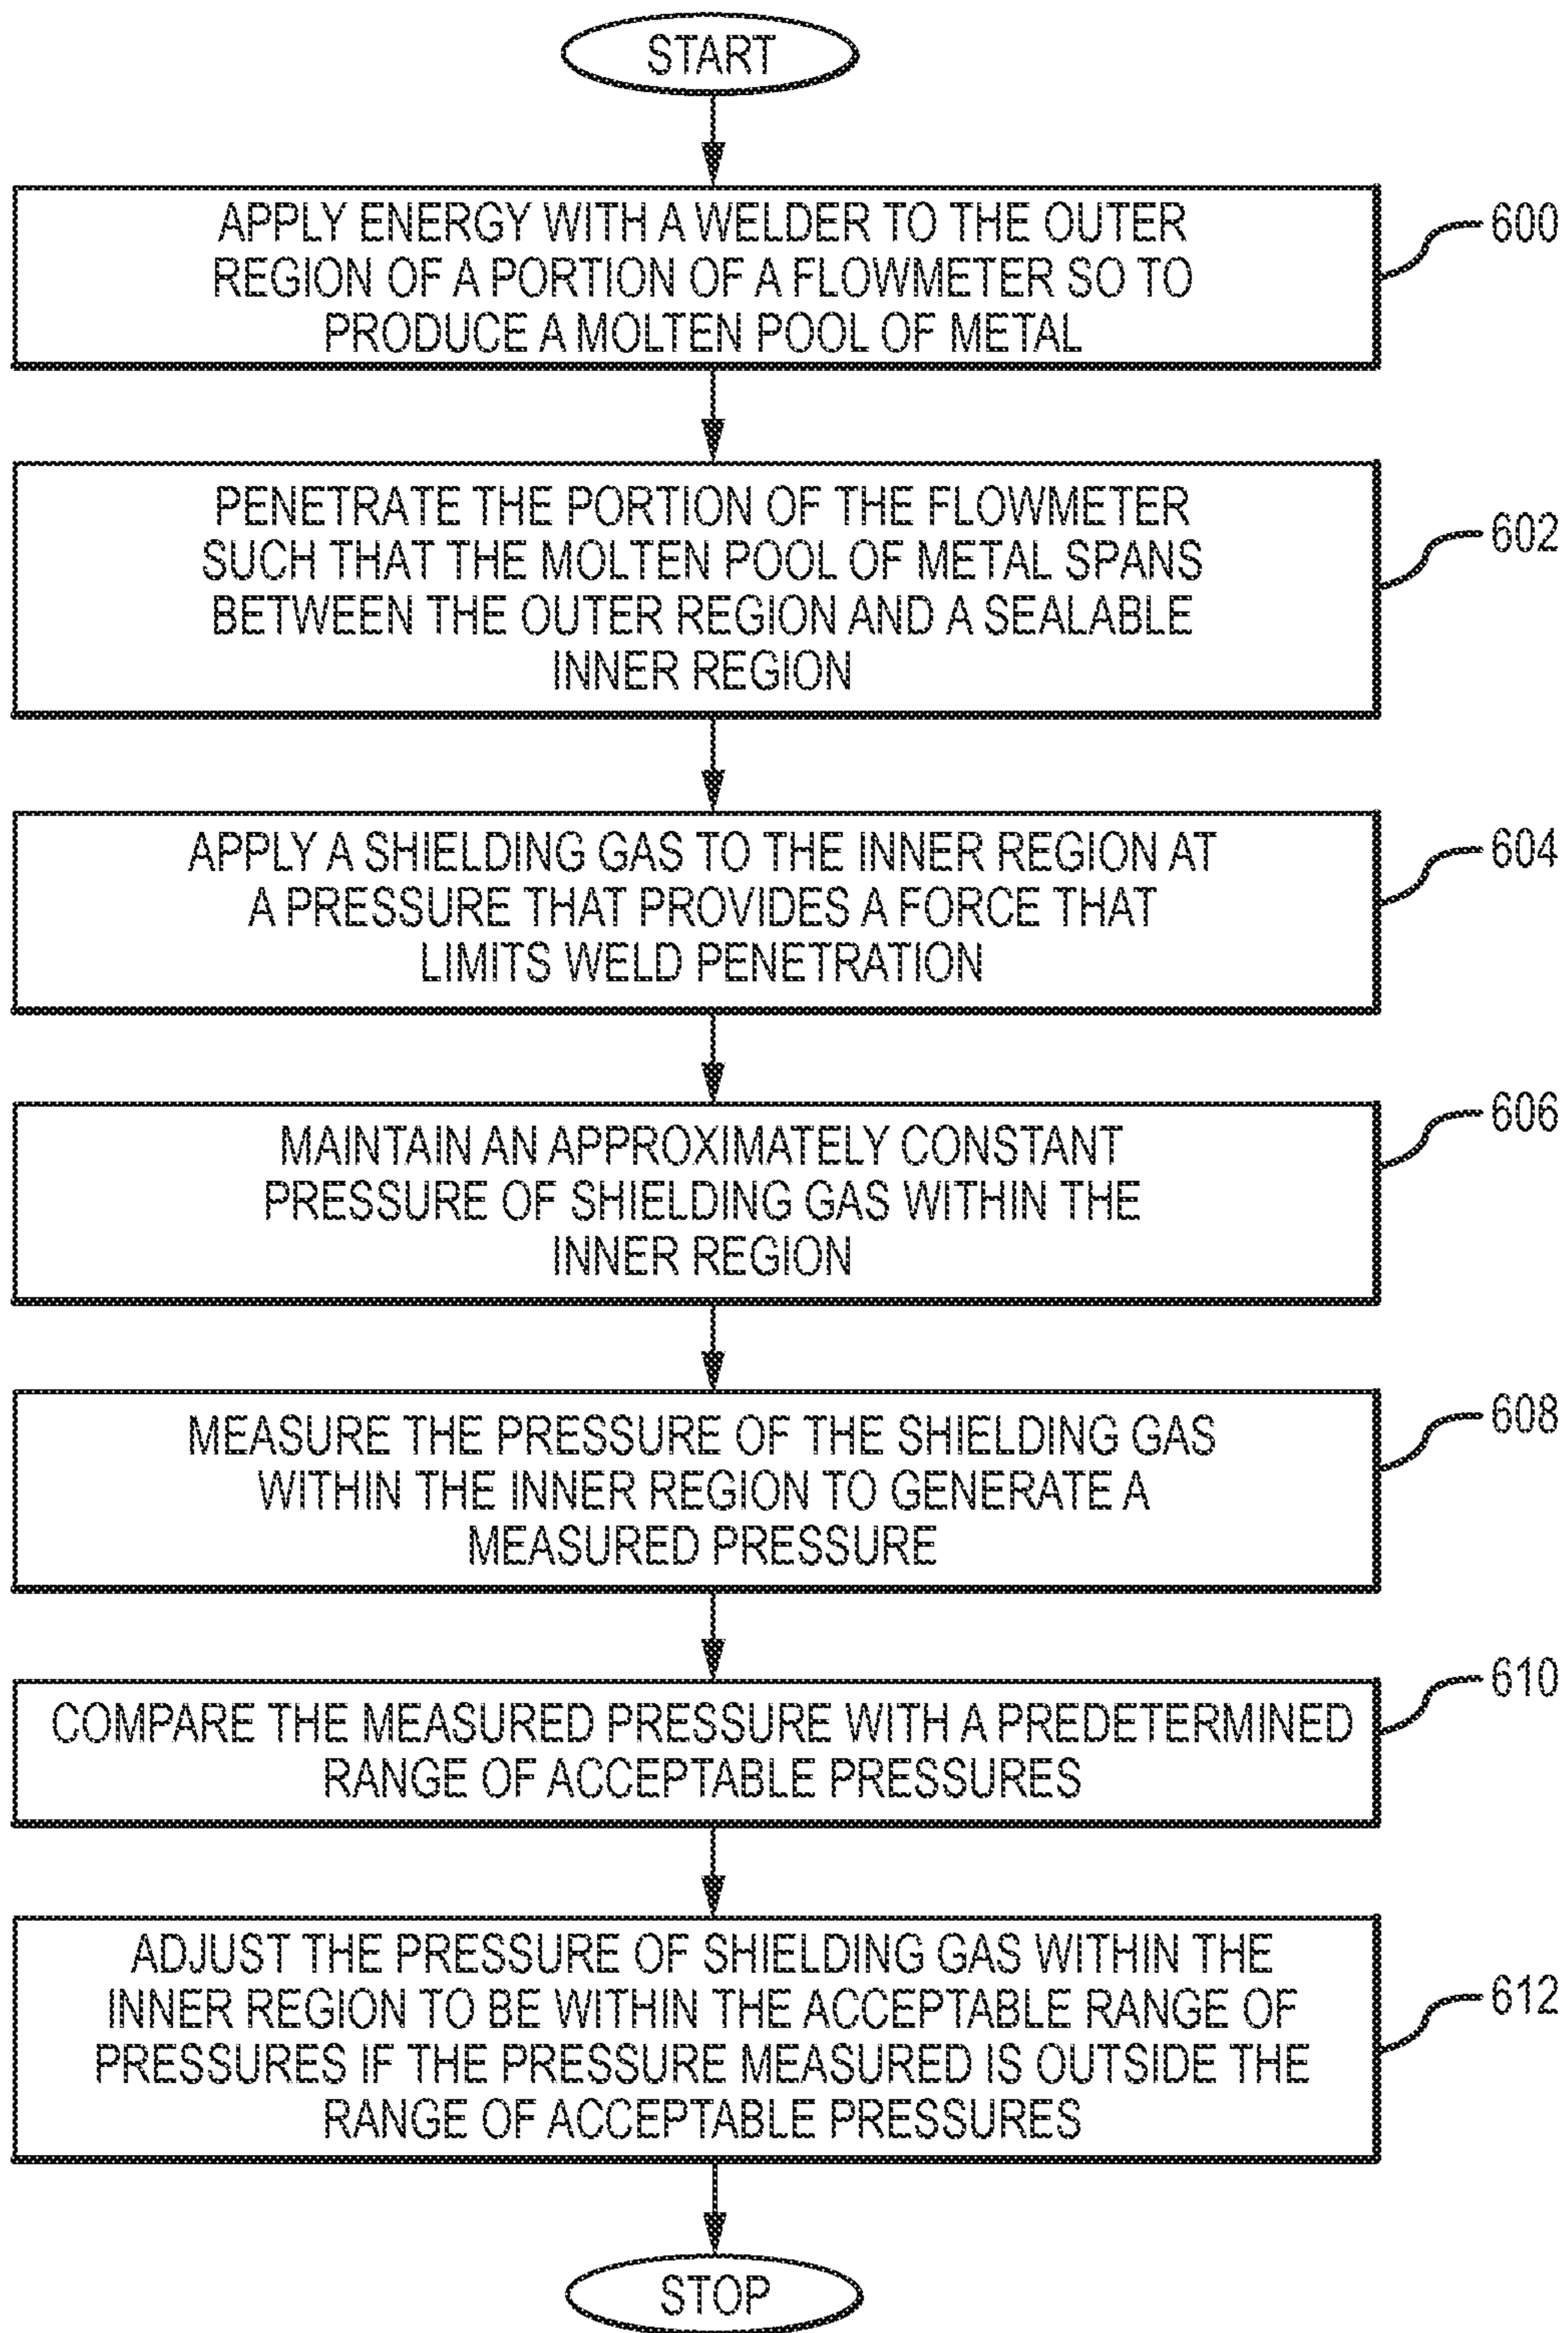 START
APPLY ENERGY WITH A WELDER TO THE OUTER
REGION OF A PORTION OF A FLOWMETER SO TO
PRODUCE A MOLTEN POOL OF METAL
600
PENETRATE THE PORTION OF THE FLOWMETER
SUCH THAT THE MOLTEN POOL OF METAL SPANS
BETWEEN THE OUTER REGION AND A SEALABLE
INNER REGION
602
APPLY A SHIELDING GAS TO THE INNER REGION AT
A PRESSURE THAT PROVIDES A FORCE THAT
LIMITS WELD PENETRATION
604
MAINTAIN AN APPROXIMATELY CONSTANT
PRESSURE OF SHIELDING GAS WITHIN THE
INNER REGION
606
MEASURE THE PRESSURE OF THE SHIELDING GAS
WITHIN THE INNER REGION TO GENERATE A
MEASURED PRESSURE
608
COMPARE THE MEASURED PRESSURE WITH A PREDETERMINED
RANGE OF ACCEPTABLE PRESSURES
610
ADJUST THE PRESSURE OF SHIELDING GAS WITHIN THE
INNER REGION TO BE WITHIN THE ACCEPTABLE RANGE OF
PRESSURES IF THE PRESSURE MEASURED IS OUTSIDE THE
RANGE OF ACCEPTABLE PRESSURES
612
STOP